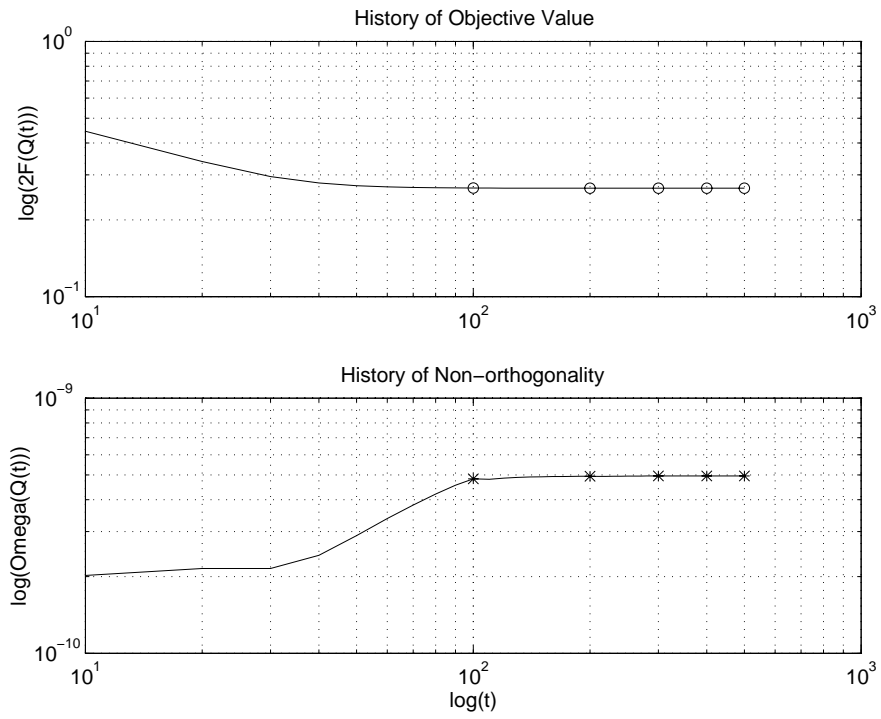 History of Objective Value
10^0
log(2F(Q(t)))
10^-1
10^1
10^2
10^3
History of Non-orthogonality
10^-9
log(Omega(Q(t)))
10^-10
10^1
10^2
10^3
log(t)